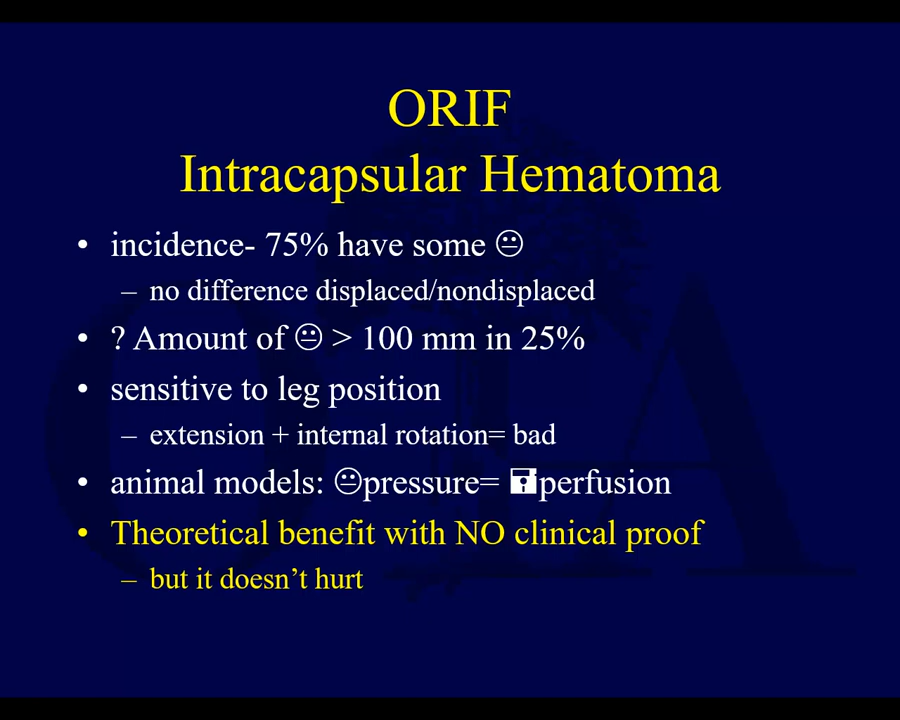 ORIF
Intracapsular Hematoma
• incidence- 75% have some 😐
– no difference displaced/nondisplaced
• ? Amount of 😐 > 100 mm in 25%
• sensitive to leg position
– extension + internal rotation= bad
• animal models: 😐pressure= 🖬perfusion
• Theoretical benefit with NO clinical proof
– but it doesn’t hurt
OTA